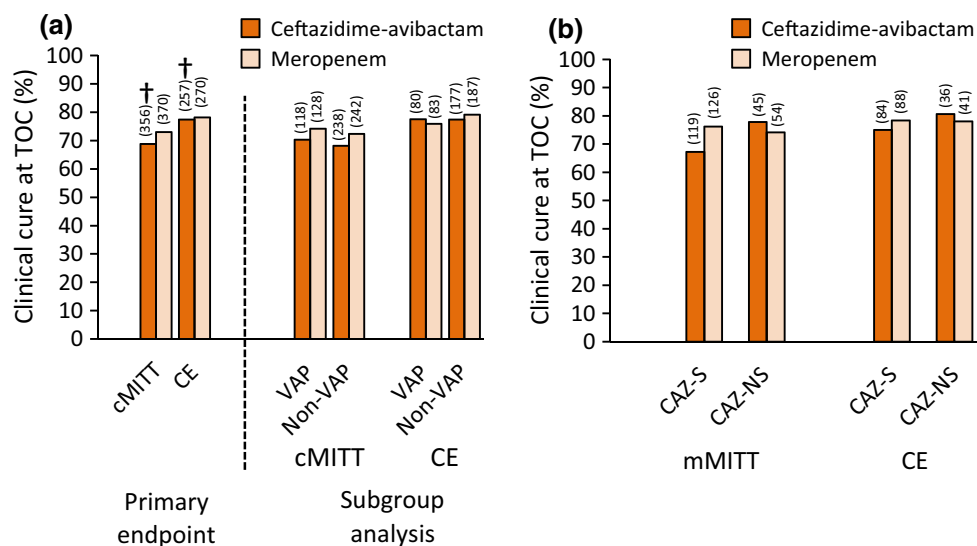 (a)
Ceftazidime-avibactam
Meropenem
Clinical cure at TOC (%)
100
90
80
70
60
50
40
30
20
10
0
†
†
(356)
(370)
(257)
(270)
(118)
(128)
(238)
(242)
(80)
(83)
(177)
(187)
cMITT
CE
VAP
Non-VAP
VAP
Non-VAP
cMITT
CE
Primary
endpoint
Subgroup
analysis
(b)
Ceftazidime-avibactam
Meropenem
Clinical cure at TOC (%)
100
90
80
70
60
50
40
30
20
10
0
(119)
(126)
(45)
(54)
(84)
(88)
(36)
(41)
CAZ-S
CAZ-NS
CAZ-S
CAZ-NS
mMITT
CE